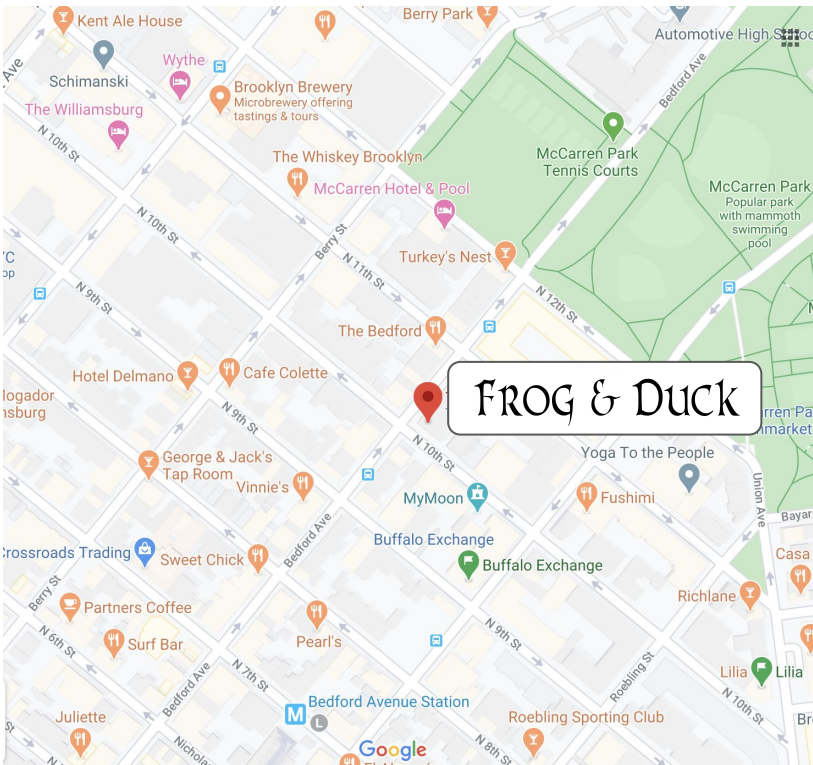 Kent Ale House
Berry Park
Automotive High
Ave
Schimanski
Wythe
Bedford Ave
Brooklyn Brewery
Microbrewery offering
tastings & tours
The Williamsburg
N 10th St
The Whiskey Brooklyn
McCarren Park
Tennis Courts
McCarren Hotel & Pool
McCarren Park
Popular park
with mammoth
swimming
pool
N 10th St
Berry St
Turkey's Nest
N 11th St
N 9th St
N 12th St
The Bedford
Hotel Delmano
Cafe Colette
FROG & DUCK
N 9th St
N 10th St
George & Jack's
Tap Room
Vinnie's
Yoga To the People
MyMoon
Fushimi
Union Ave
Bedford Ave
Buffalo Exchange
Buffalo Exchange
Crossroads Trading
Sweet Chick
Casa
Berry St
Partners Coffee
Richlane
Surf Bar
Pearl's
N 6th St
N 9th St
N 7th St
Roebling St
Lilia
Lilia
Bedford Ave
N 10th St
Bedford Avenue Station
M
L
Juliette
Roebling Sporting Club
N 8th St
Google